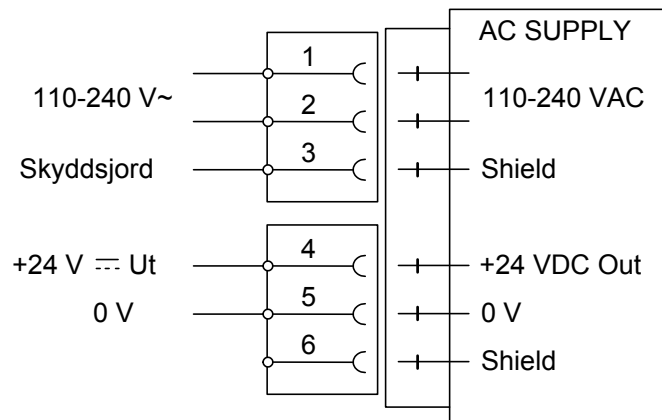 AC SUPPLY
1
110-240 V~
2
110-240 VAC
Skyddsjord
3
Shield
+24 V ⎓ Ut
4
+24 VDC Out
0 V
5
0 V
6
Shield